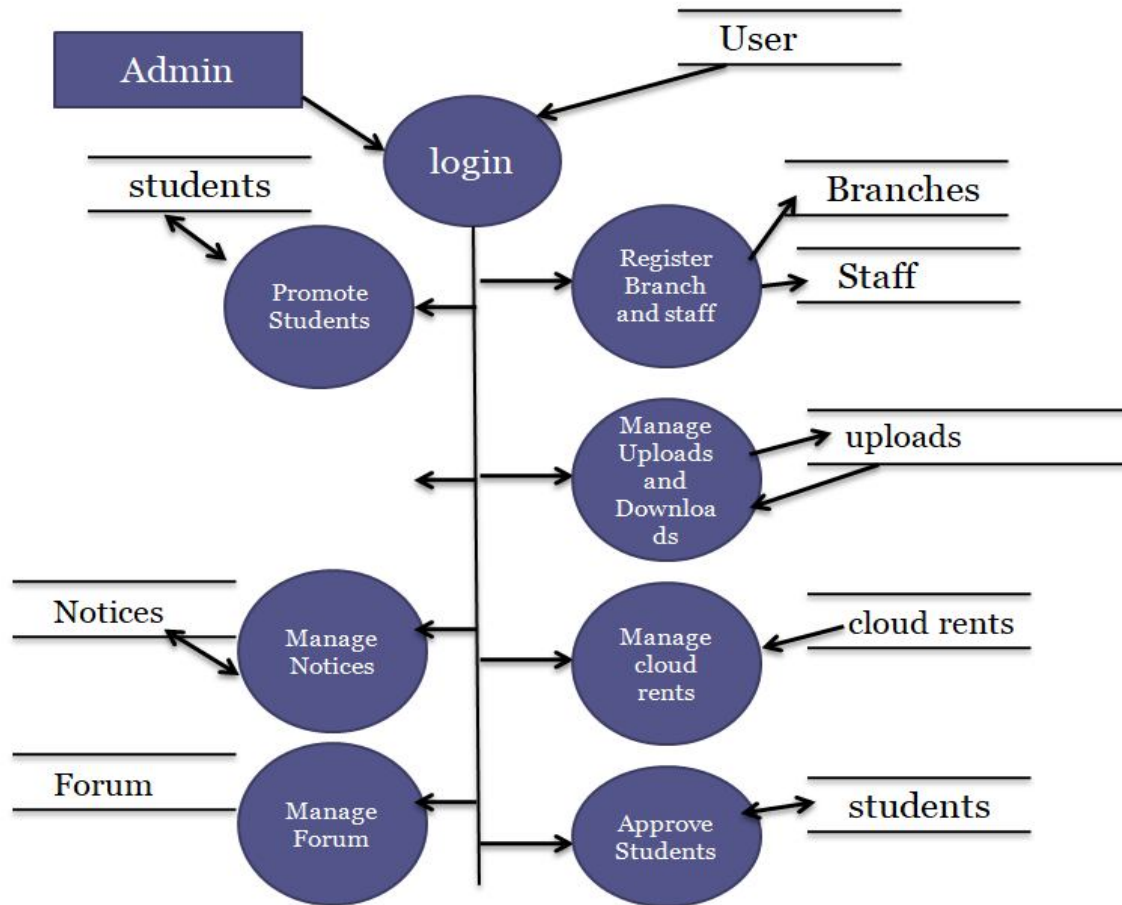 User
Admin
login
students
Branches
Register
Branch
and staff
Staff
Promote
Students
Manage
Uploads
and
Downloa
ds
uploads
Notices
Manage
Notices
Manage
cloud
rents
cloud rents
Forum
Manage
Forum
Approve
Students
students